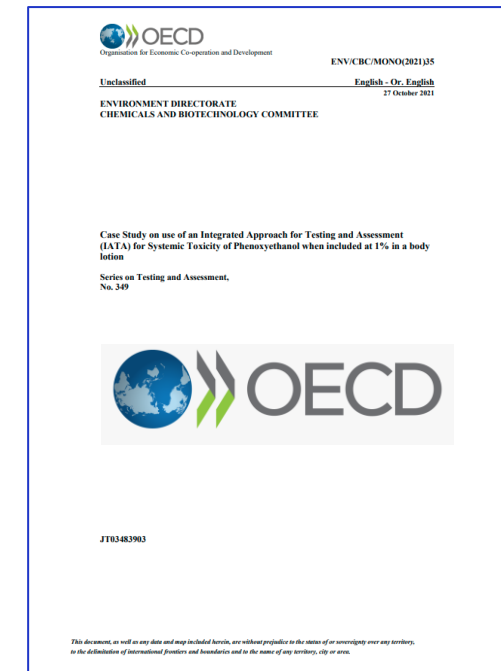 OECD
Organisation for Economic Co-operation and Development
ENV/CBC/MONO(2021)35
Unclassified
English - Or. English
27 October 2021
ENVIRONMENT DIRECTORATE
CHEMICALS AND BIOTECHNOLOGY COMMITTEE
Case Study on use of an Integrated Approach for Testing and Assessment
(IATA) for Systemic Toxicity of Phenoxyethanol when included at 1% in a body
lotion
Series on Testing and Assessment,
No. 349
OECD
JT03483903
This document, as well as any data and map included herein, are without prejudice to the status of or sovereignty over any territory,
to the delimitation of international frontiers and boundaries and to the name of any territory, city or area.